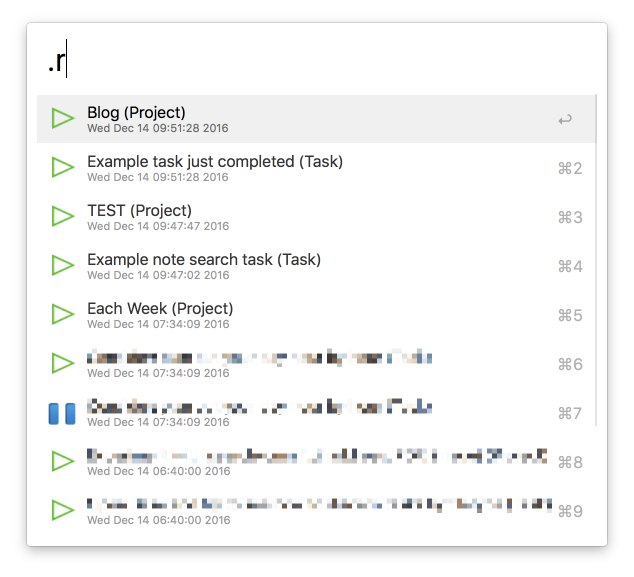 .r
Blog (Project)
Wed Dec 14 09:51:28 2016
↩
Example task just completed (Task)
Wed Dec 14 09:51:28 2016
⌘2
TEST (Project)
Wed Dec 14 09:47:47 2016
⌘3
Example note search task (Task)
Wed Dec 14 09:47:02 2016
⌘4
Each Week (Project)
Wed Dec 14 07:34:09 2016
⌘5
Wed Dec 14 07:34:09 2016
⌘6
Wed Dec 14 07:34:09 2016
⌘7
Wed Dec 14 06:40:00 2016
⌘8
Wed Dec 14 06:40:00 2016
⌘9